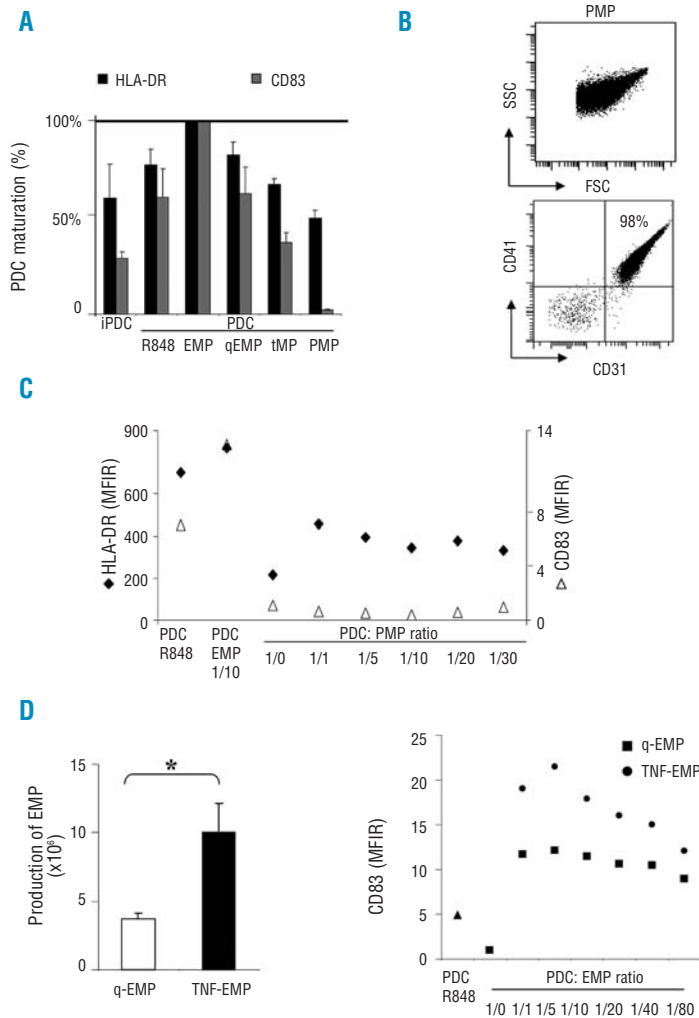 A
HLA-DR
CD83
PDC maturation (%)
100%
50%
0
iPDC
PDC
R848
EMP
qEMP
tMP
PMP
B
PMP
SSC
FSC
98%
CD41
CD31
C
HLA-DR (MFIR)
900
600
400
200
0
14
8
4
0
CD83 (MFIR)
PDC
R848
PDC
EMP
1/10
PDC: PMP ratio
1/0
1/1
1/5
1/10
1/20
1/30
D
Production of EMP
(x10⁶)
15
10
5
0
*
q-EMP
TNF-EMP
CD83 (MFIR)
25
20
15
10
5
0
q-EMP
TNF-EMP
PDC
R848
PDC: EMP ratio
1/0
1/1
1/5
1/10
1/20
1/40
1/80